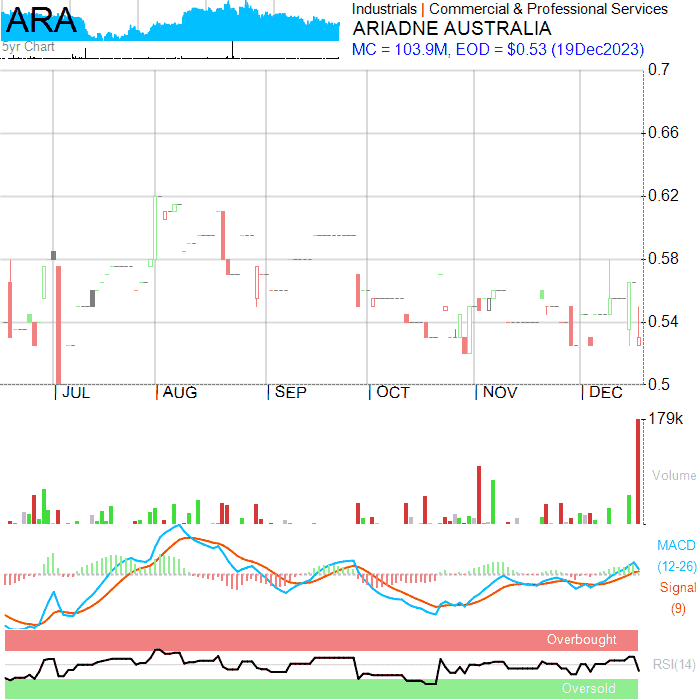 ARA
5yr Chart
Industrials | Commercial & Professional Services
ARIADNE AUSTRALIA
MC = 103.9M, EOD = $0.53 (19Dec2023)
0.7
0.66
0.62
0.58
0.54
0.5
JUL AUG SEP OCT NOV DEC
179k
Volume
MACD
(12-26)
Signal
(9)
Overbought
RSI(14)
Oversold